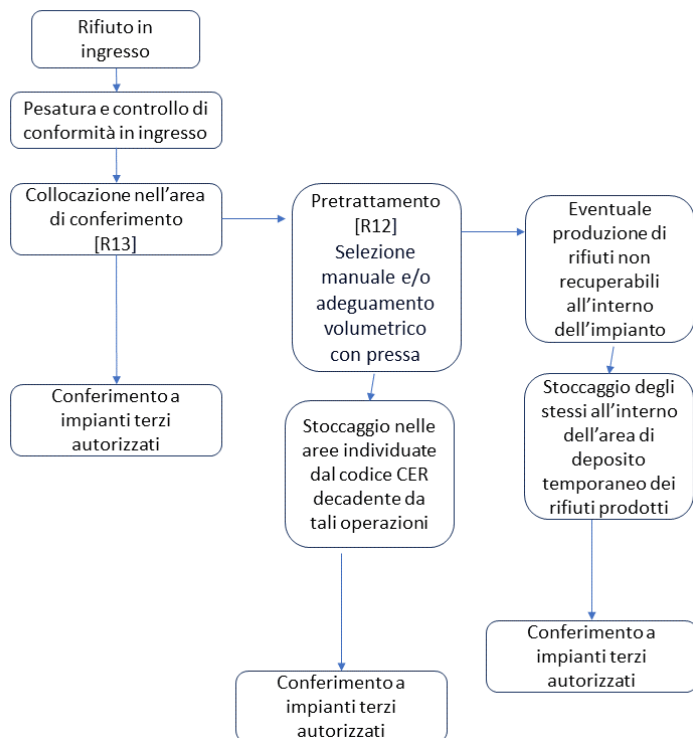 Rifiuto in
ingresso
Pesatura e controllo di
conformità in ingresso
Collocazione nell’area
di conferimento
[R13]
Conferimento a
impianti terzi
autorizzati
Pretrattamento
[R12]
Selezione
manuale e/o
adeguamento
volumetrico
con pressa
Stoccaggio nelle
aree individuate
dal codice CER
decadente da
tali operazioni
Conferimento a
impianti terzi
autorizzati
Eventuale
produzione di
rifiuti non
recuperabili
all’interno
dell’impianto
Stoccaggio degli
stessi all’interno
dell’area di
deposito
temporaneo dei
rifiuti prodotti
Conferimento a
impianti terzi
autorizzati